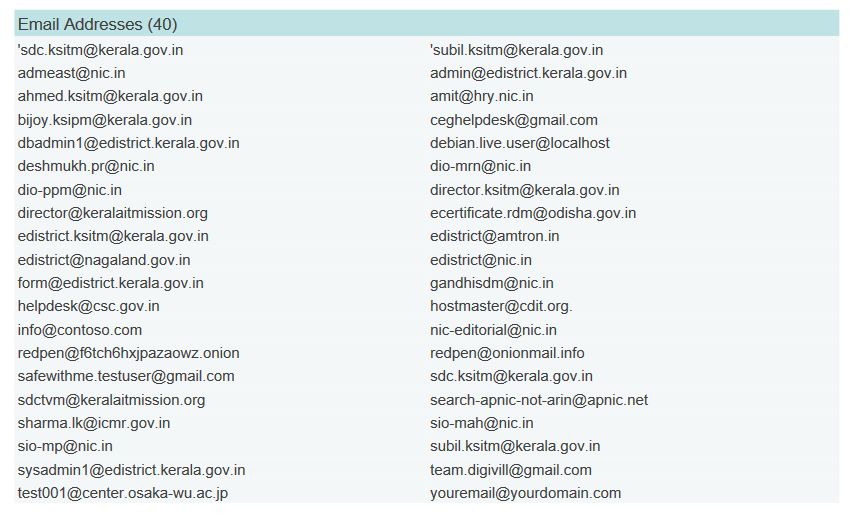 Email Addresses (40)
'sdc.ksitm@kerala.gov.in 'subil.ksitm@kerala.gov.in
admeast@nic.in admin@edistrict.kerala.gov.in
ahmed.ksitm@kerala.gov.in amit@hry.nic.in
bijoy.ksipm@kerala.gov.in ceghelpdesk@gmail.com
dbadmin1@edistrict.kerala.gov.in debian.live.user@localhost
deshmukh.pr@nic.in dio-mrn@nic.in
dio-ppm@nic.in director.ksitm@kerala.gov.in
director@keralaitmission.org ecertificate.rdm@odisha.gov.in
edistrict.ksitm@kerala.gov.in edistrict@amtron.in
edistrict@nagaland.gov.in edistrict@nic.in
form@edistrict.kerala.gov.in gandhisdm@nic.in
helpdesk@csc.gov.in hostmaster@cdit.org.
info@contoso.com nic-editorial@nic.in
redpen@f6tch6hxjpazaowz.onion redpen@onionmail.info
safewithme.testuser@gmail.com sdc.ksitm@kerala.gov.in
sdctvm@keralaitmission.org search-apnic-not-arin@apnic.net
sharma.lk@icmr.gov.in sio-mah@nic.in
sio-mp@nic.in subil.ksitm@kerala.gov.in
sysadmin1@edistrict.kerala.gov.in team.digivill@gmail.com
test001@center.osaka-wu.ac.jp youremail@yourdomain.com